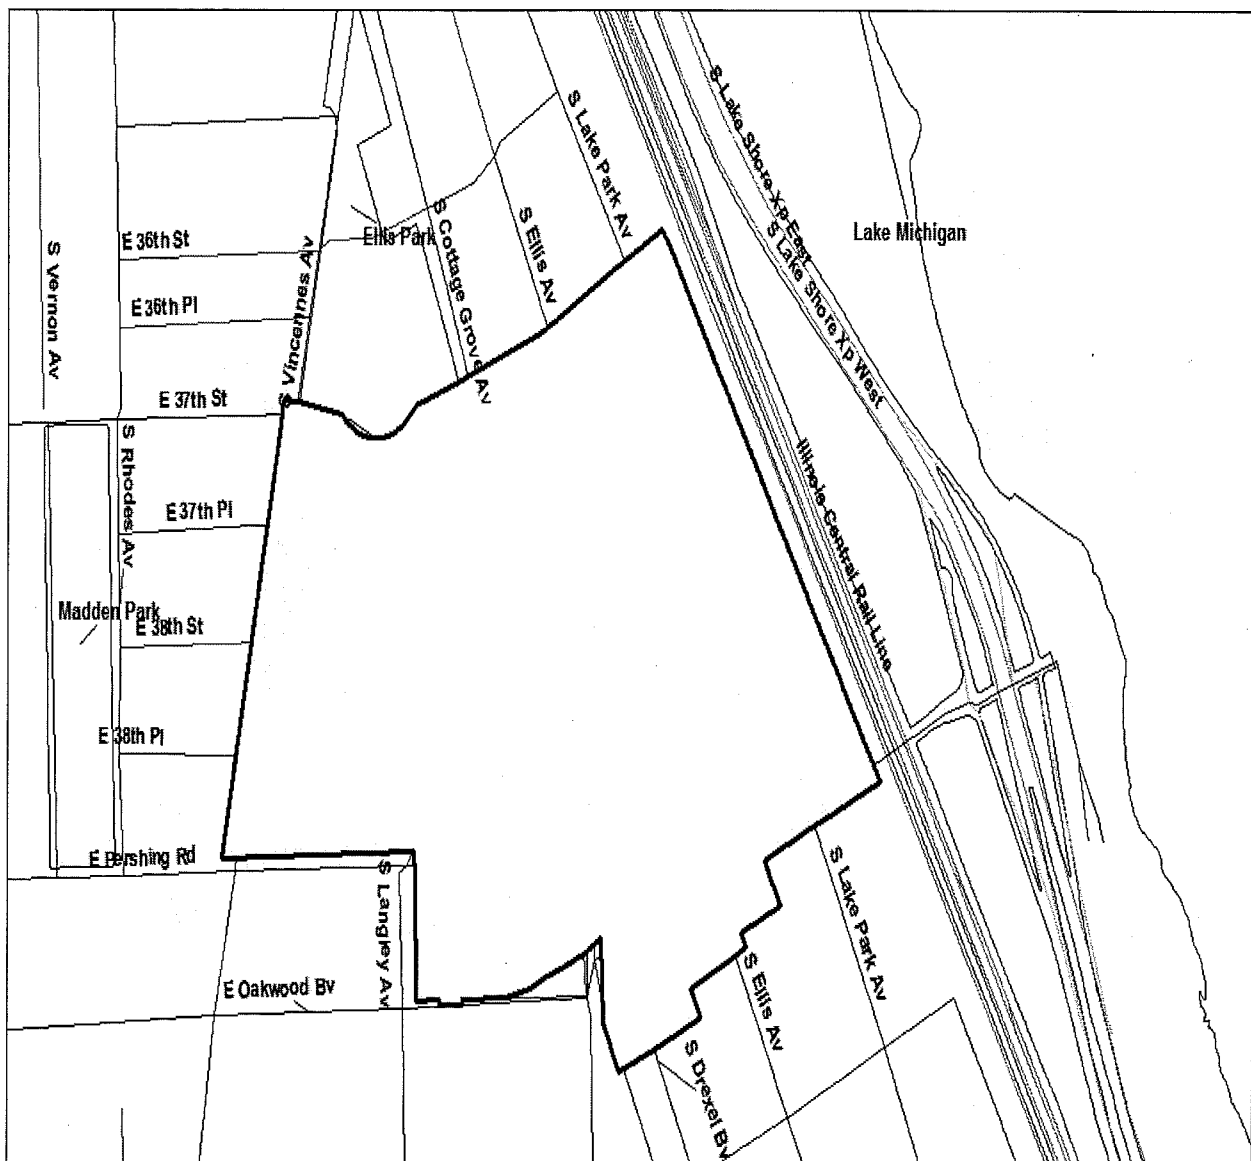 S Lake Shore Xp East
S Lake Park Av
S Cottage Grove Av
S Ellis Av
Ellis Park
Lake Michigan
S Lake Shore Xp West
E 36th St
S Vernon Av
S Vincennes Av
E 36th Pl
E 37th St
S Rhodes Av
E 37th Pl
Illinois Central Rail Line
Madden Park
E 38th St
E 38th Pl
E Pershing Rd
S Langley Av
S Lake Park Av
S Ellis Av
E Oakwood Bv
S Drexel Bv